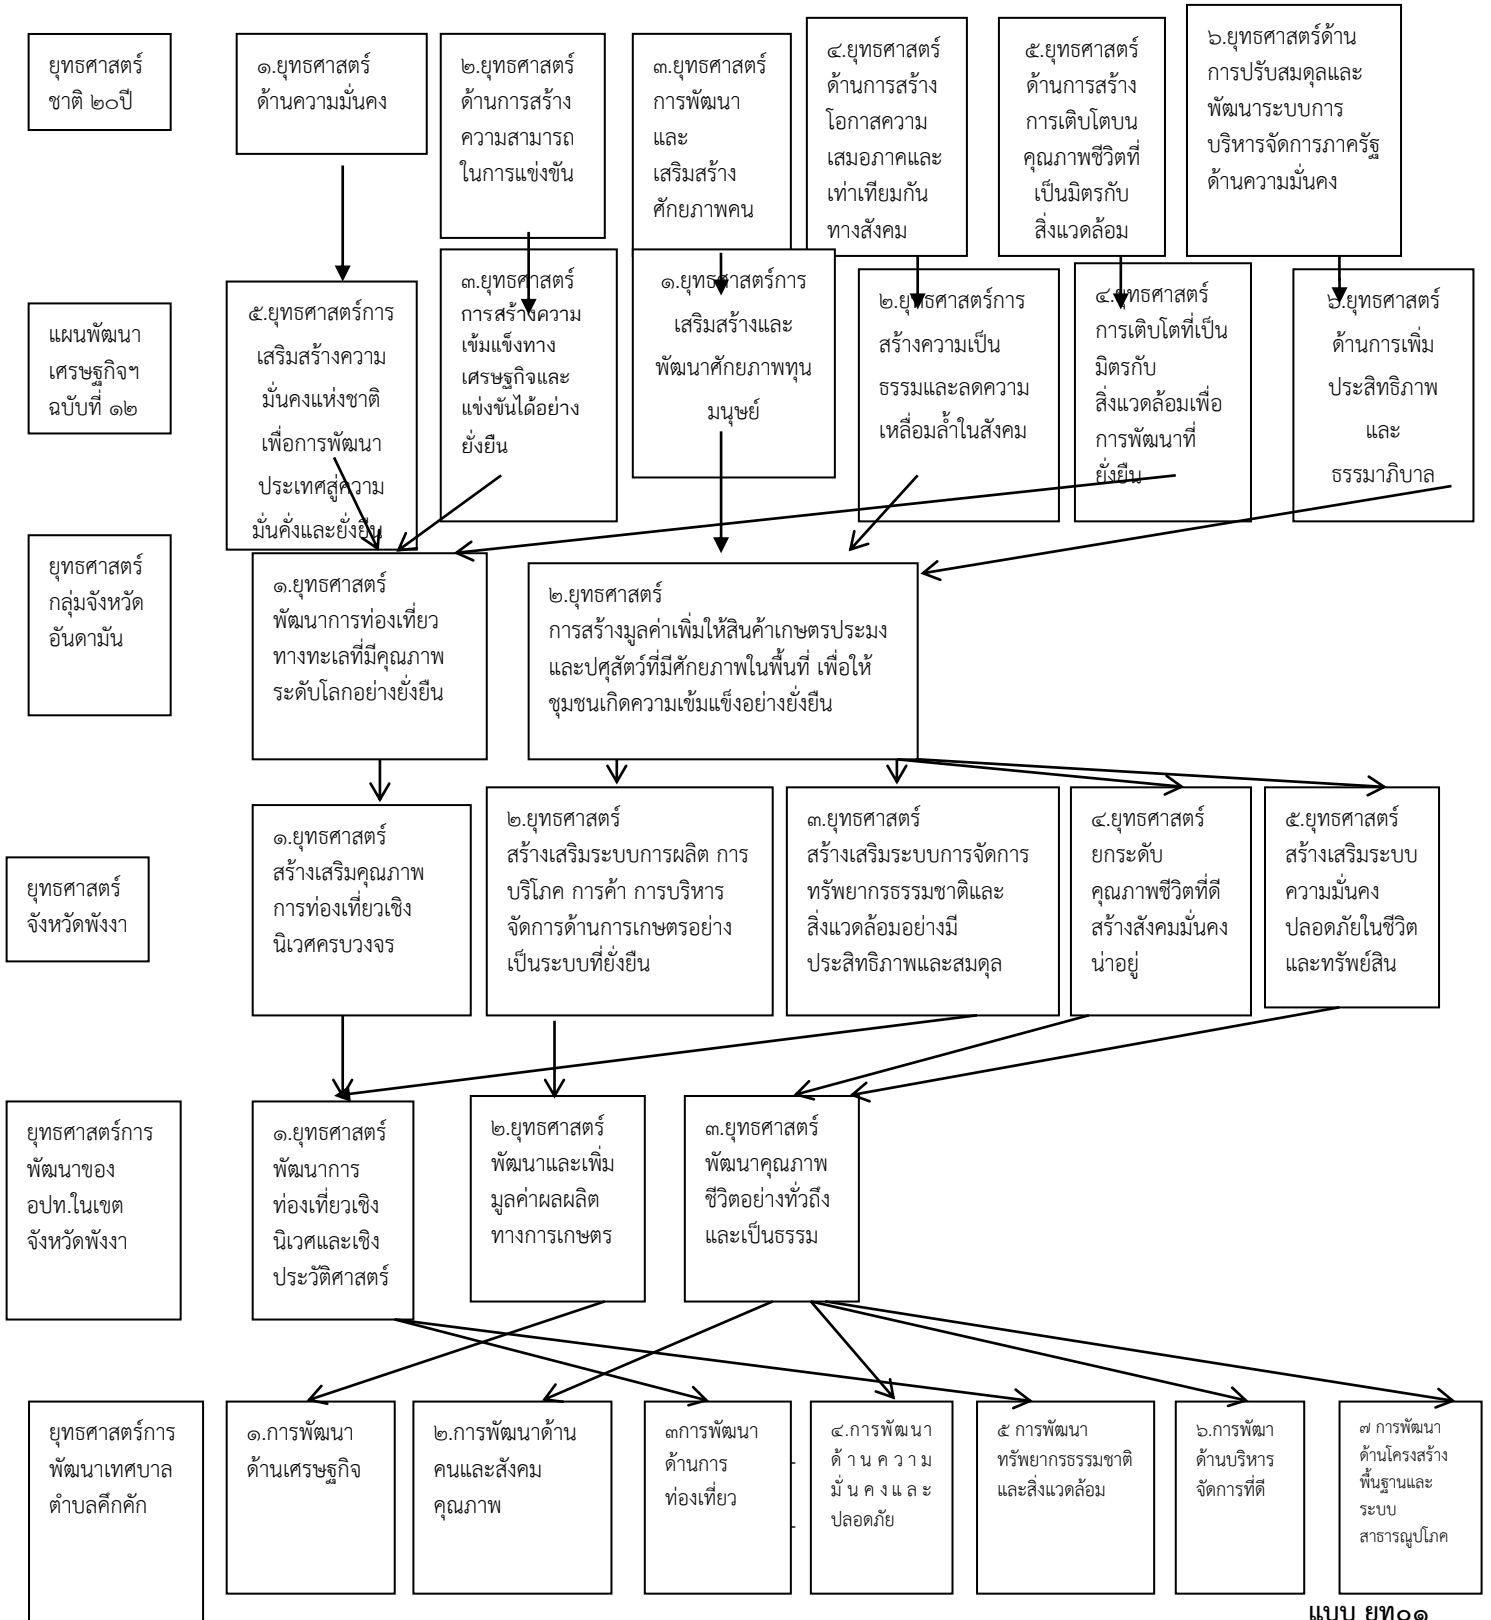 ยุทธศาสตร์
ชาติ ๒๐ปี
๑.ยุทธศาสตร์
ด้านความมั่นคง
๒.ยุทธศาสตร์
ด้านการสร้าง
ความสามารถ
ในการแข่งขัน
๓.ยุทธศาสตร์
การพัฒนา
และ
เสริมสร้าง
ศักยภาพคน
๔.ยุทธศาสตร์
ด้านการสร้าง
โอกาสความ
เสมอภาคและ
เท่าเทียมกัน
ทางสังคม
๕.ยุทธศาสตร์
ด้านการสร้าง
การเติบโตบน
คุณภาพชีวิตที่
เป็นมิตรกับ
สิ่งแวดล้อม
๖.ยุทธศาสตร์ด้าน
การปรับสมดุลและ
พัฒนาระบบการ
บริหารจัดการภาครัฐ
ด้านความมั่นคง
แผนพัฒนา
เศรษฐกิจฯ
ฉบับที่ ๑๒
๕.ยุทธศาสตร์การ
เสริมสร้างความ
มั่นคงแห่งชาติ
เพื่อการพัฒนา
ประเทศสู่ความ
มั่นคั่งและยั่งยืน
๓.ยุทธศาสตร์
การสร้างความ
เข้มแข็งทาง
เศรษฐกิจและ
แข่งขันได้อย่าง
ยั่งยืน
๑.ยุทธศาสตร์การ
เสริมสร้างและ
พัฒนาศักยภาพทุน
มนุษย์
๒.ยุทธศาสตร์การ
สร้างความเป็น
ธรรมและลดความ
เหลื่อมล้ำในสังคม
๔.ยุทธศาสตร์
การเติบโตที่เป็น
มิตรกับ
สิ่งแวดล้อมเพื่อ
การพัฒนาที่
ยั่งยืน
๖.ยุทธศาสตร์
ด้านการเพิ่ม
ประสิทธิภาพ
และ
ธรรมาภิบาล
ยุทธศาสตร์
กลุ่มจังหวัด
อันดามัน
๑.ยุทธศาสตร์
พัฒนาการท่องเที่ยว
ทางทะเลที่มีคุณภาพ
ระดับโลกอย่างยั่งยืน
๒.ยุทธศาสตร์
การสร้างมูลค่าเพิ่มให้สินค้าเกษตรประมง
และปศุสัตว์ที่มีศักยภาพในพื้นที่ เพื่อให้
ชุมชนเกิดความเข้มแข็งอย่างยั่งยืน
ยุทธศาสตร์
จังหวัดพังงา
๑.ยุทธศาสตร์
สร้างเสริมคุณภาพ
การท่องเที่ยวเชิง
นิเวศครบวงจร
๒.ยุทธศาสตร์
สร้างเสริมระบบการผลิต การ
บริโภค การค้า การบริหาร
จัดการด้านการเกษตรอย่าง
เป็นระบบที่ยั่งยืน
๓.ยุทธศาสตร์
สร้างเสริมระบบการจัดการ
ทรัพยากรธรรมชาติและ
สิ่งแวดล้อมอย่างมี
ประสิทธิภาพและสมดุล
๔.ยุทธศาสตร์
ยกระดับ
คุณภาพชีวิตที่ดี
สร้างสังคมมั่นคง
น่าอยู่
๕.ยุทธศาสตร์
สร้างเสริมระบบ
ความมั่นคง
ปลอดภัยในชีวิต
และทรัพย์สิน
ยุทธศาสตร์การ
พัฒนาของ
อปท.ในเขต
จังหวัดพังงา
๑.ยุทธศาสตร์
พัฒนาการ
ท่องเที่ยวเชิง
นิเวศและเชิง
ประวัติศาสตร์
๒.ยุทธศาสตร์
พัฒนาและเพิ่ม
มูลค่าผลผลิต
ทางการเกษตร
๓.ยุทธศาสตร์
พัฒนาคุณภาพ
ชีวิตอย่างทั่วถึง
และเป็นธรรม
ยุทธศาสตร์การ
พัฒนาเทศบาล
ตำบลคึกคัก
๑.การพัฒนา
ด้านเศรษฐกิจ
๒.การพัฒนาด้าน
คนและสังคม
คุณภาพ
๓การพัฒนา
ด้านการ
ท่องเที่ยว
๔.การพัฒนา
ด้านความ
มั่นคงและ
ปลอดภัย
๕ การพัฒนา
ทรัพยากรธรรมชาติ
และสิ่งแวดล้อม
๖.การพัฒา
ด้านบริหาร
จัดการที่ดี
๗ การพัฒนา
ด้านโครงสร้าง
พื้นฐานและ
ระบบ
สาธารณูปโภค
แบบ ยท๐๑